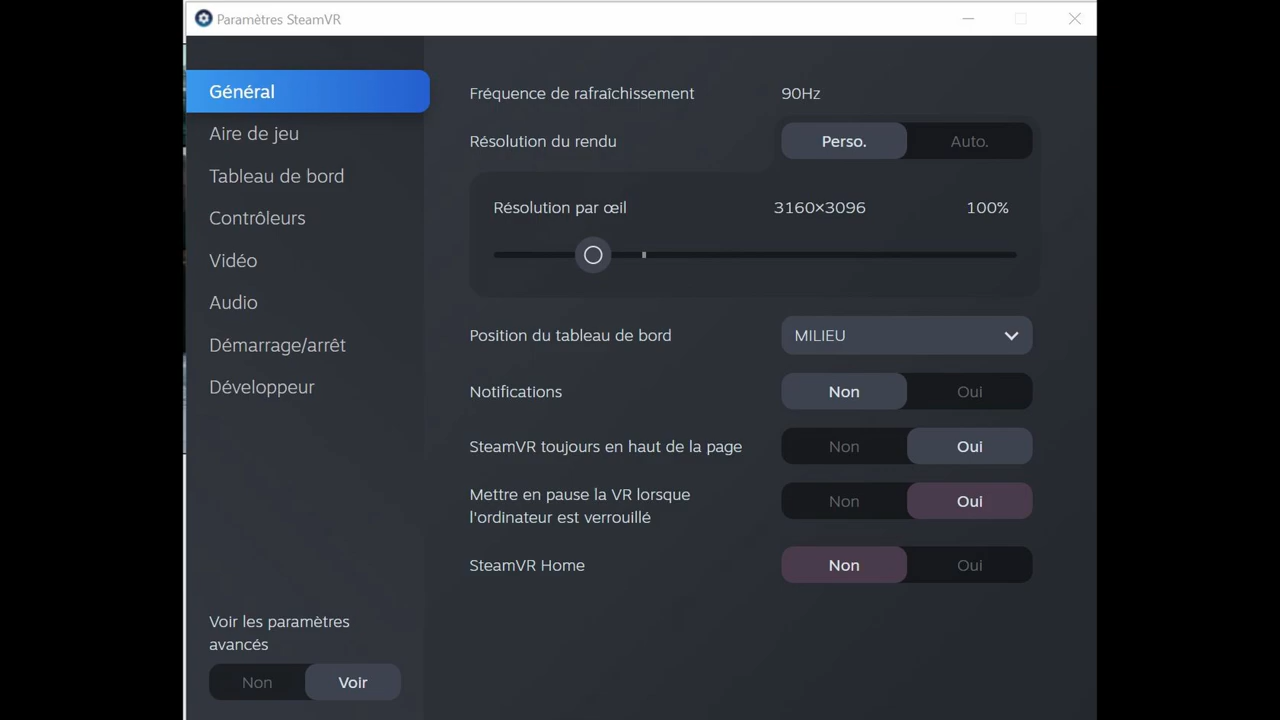 Paramètres SteamVR
Général
Aire de jeu
Tableau de bord
Contrôleurs
Vidéo
Audio
Démarrage/arrêt
Développeur
Voir les paramètres
avancés
Non Voir
Fréquence de rafraîchissement 90Hz
Résolution du rendu Perso. Auto.
Résolution par œil 3160×3096 100%
Position du tableau de bord MILIEU
Notifications Non Oui
SteamVR toujours en haut de la page Non Oui
Mettre en pause la VR lorsque
l'ordinateur est verrouillé Non Oui
SteamVR Home Non Oui